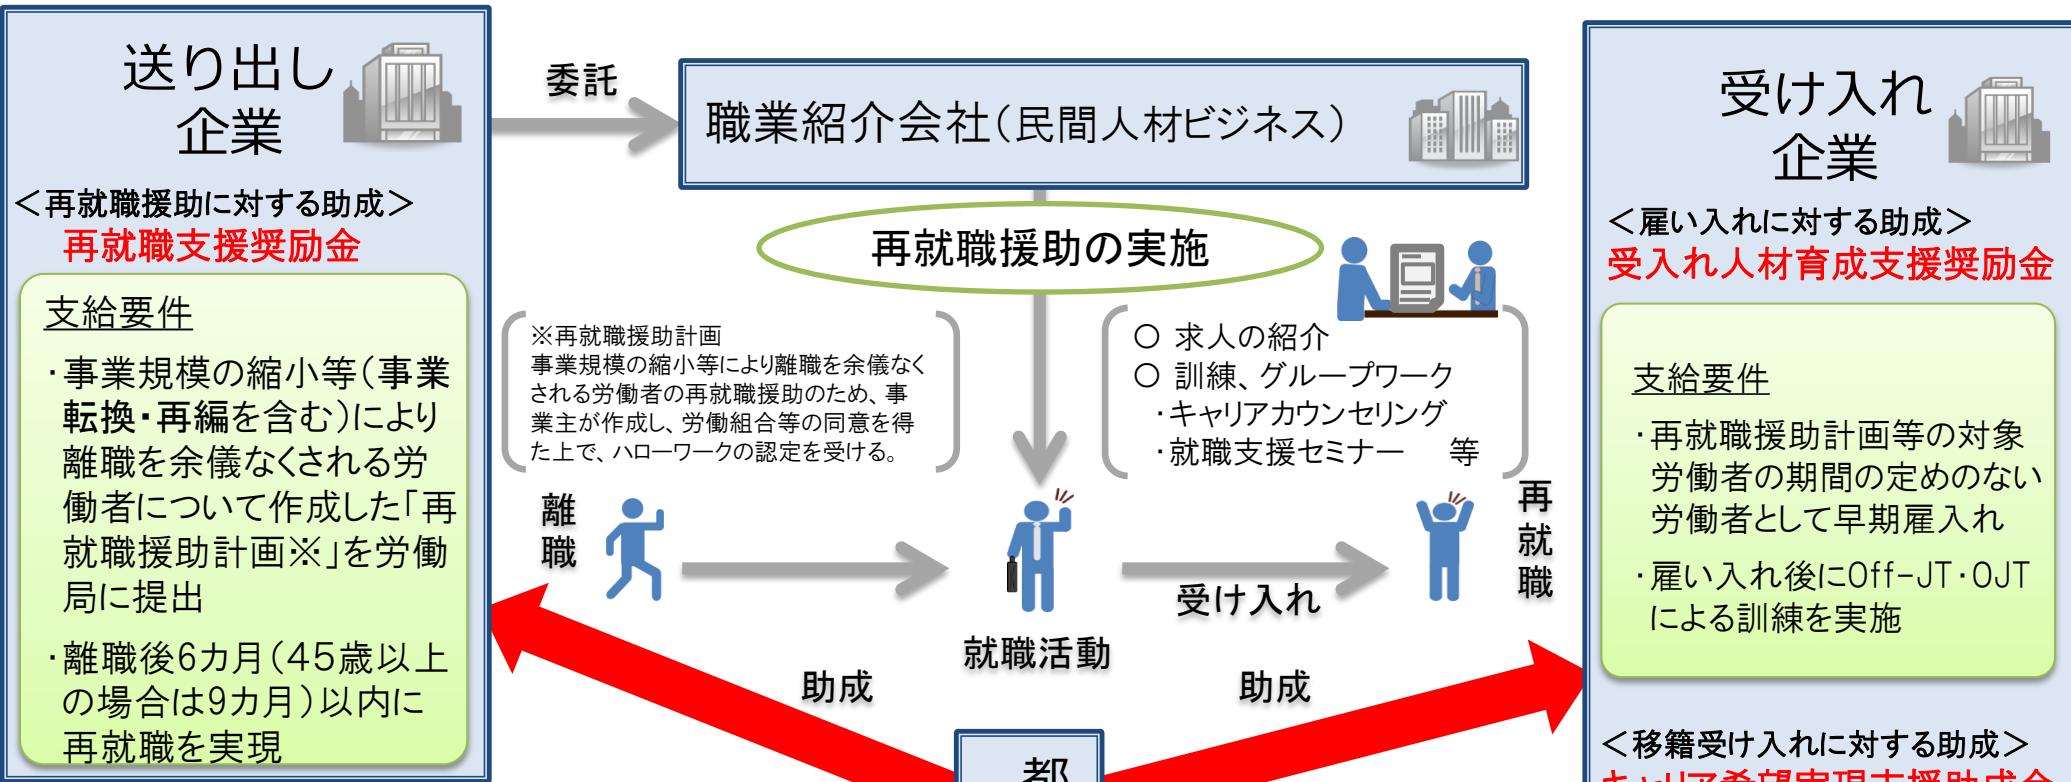 送り出し
企業
＜再就職援助に対する助成＞
再就職支援奨励金
支給要件
・事業規模の縮小等（事業
転換・再編を含む）により
離職を余儀なくされる労
働者について作成した「再
就職援助計画※」を労働
局に提出
・離職後6カ月（45歳以上
の場合は9カ月）以内に
再就職を実現
委託
職業紹介会社（民間人材ビジネス）
再就職援助の実施
※再就職援助計画
事業規模の縮小等により離職を余儀なく
される労働者の再就職援助のため、事
業主が作成し、労働組合等の同意を得
た上で、ハローワークの認定を受ける。
○ 求人の紹介
○ 訓練、グループワーク
・キャリアカウンセリング
・就職支援セミナー　等
離職
就職活動
受け入れ
再就職
助成
助成
都
受け入れ
企業
＜雇い入れに対する助成＞
受入れ人材育成支援奨励金
支給要件
・再就職援助計画等の対象
労働者の期間の定めのない
労働者として早期雇入れ
・雇い入れ後にOff-JT・OJT
による訓練を実施
＜移籍受け入れに対する助成＞
キャリア希望実現支援助成金